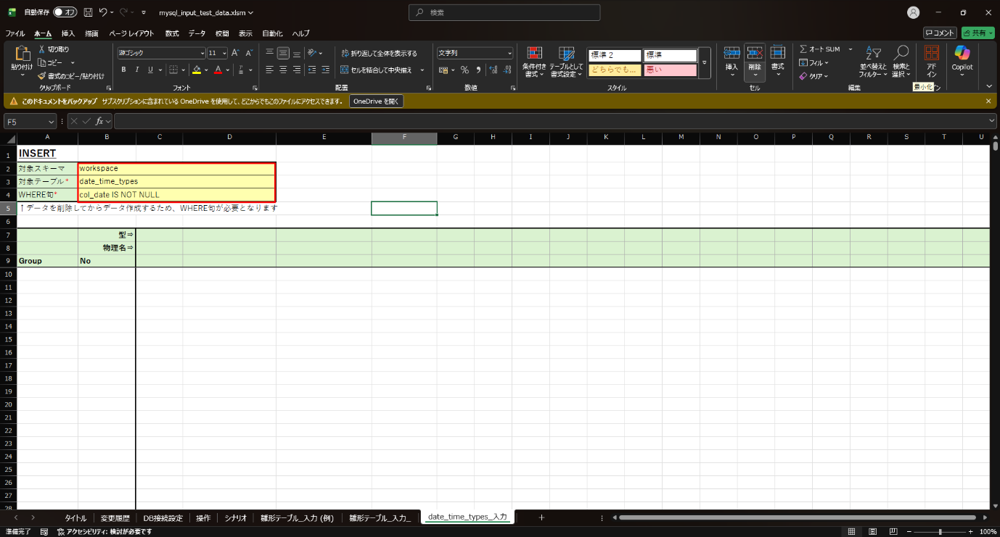 自動保存 オフ mysql_input_test_data.xlsm 検索
ファイル ホーム 挿入 描画 ページ レイアウト 数式 データ 校閲 表示 自動化 ヘルプ コメント 共有
貼り付け 切り取り コピー 書式のコピー/貼り付け
クリップボード
游ゴシック 11 A A
B I U A
フォント
折り返して全体を表示する
セルを結合して中央揃え
配置
文字列
数値
条件付き書式 テーブルとして書式設定
標準 2 標準
どちらでも... 悪い
スタイル
挿入 削除 書式
セル
オート SUM
フィル
クリア
並べ替えとフィルター 検索と選択
編集
アドイン
最小化
Copilot
このドキュメントをバックアップ サブスクリプションに含まれている OneDrive を使用して、どこからでもこのファイルにアクセスできます。 OneDrive を開く
F5 fx
A B C D E F G H I J K L M N O P Q R S T U
1 INSERT
2 対象スキーマ workspace
3 対象テーブル* date_time_types
4 WHERE句* col_date IS NOT NULL
5 ↑データを削除してからデータ作成するため、WHERE句が必要となります
6
7 型⇒
8 物理名⇒
9 Group No
10
11
12
13
14
15
16
17
18
19
20
21
22
23
24
25
26
27
28
タイトル 変更履歴 DB接続設定 操作 シナリオ 雛形テーブル_入力 (例) 雛形テーブル_入力_ date_time_types_入力
準備完了 アクセシビリティ: 検討が必要です 100%